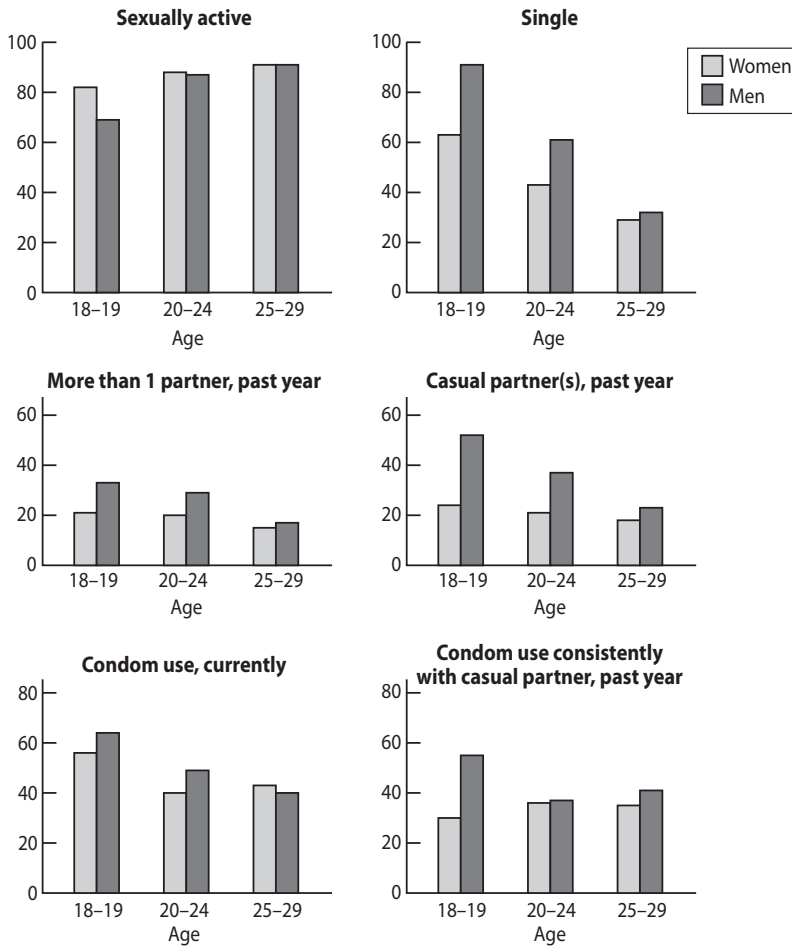 Sexually active
100
80
60
40
20
0
18–19 20–24 25–29
Age
Single
100
80
60
40
20
0
18–19 20–24 25–29
Age
Women
Men
More than 1 partner, past year
60
40
20
0
18–19 20–24 25–29
Age
Casual partner(s), past year
60
40
20
0
18–19 20–24 25–29
Age
Condom use, currently
80
60
40
20
0
18–19 20–24 25–29
Age
Condom use consistently
with casual partner, past year
80
60
40
20
0
18–19 20–24 25–29
Age